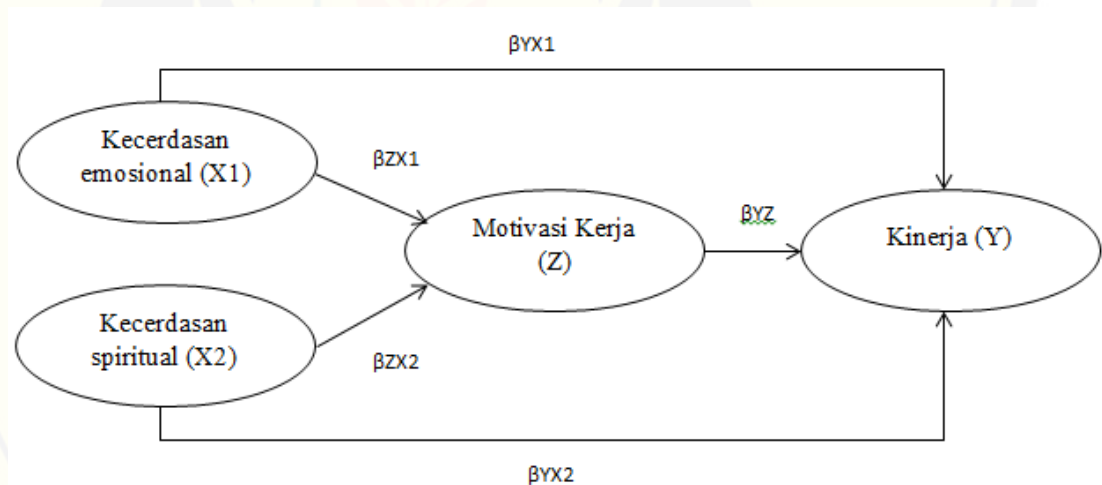 βYX1
Kecerdasan
emosional (X1)
βZX1
Motivasi Kerja
(Z)
βYZ
Kinerja (Y)
Kecerdasan
spiritual (X2)
βZX2
βYX2